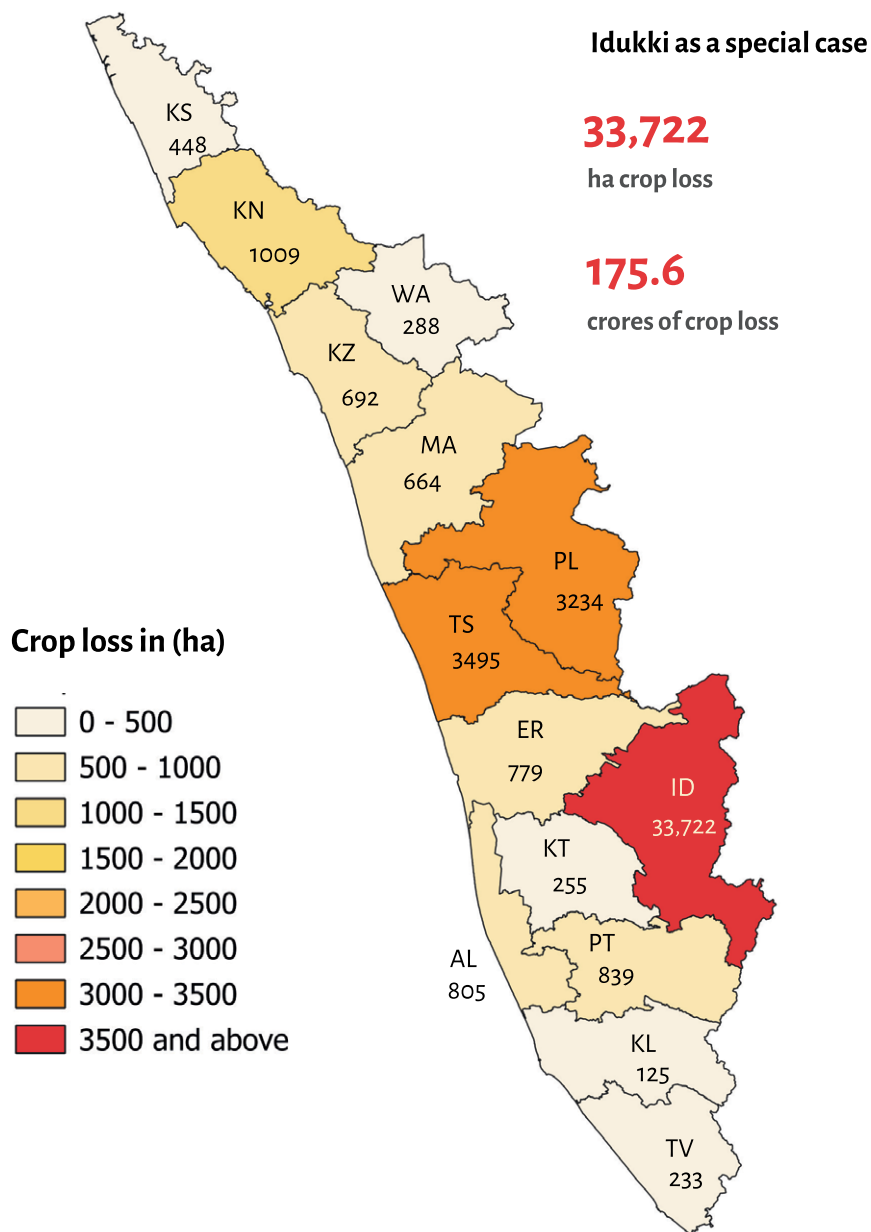 Idukki as a special case
33,722
ha crop loss
175.6
crores of crop loss
KS
448
KN
1009
WA
288
KZ
692
MA
664
PL
3234
TS
3495
ER
779
ID
33,722
KT
255
PT
839
AL
805
KL
125
TV
233
Crop loss in (ha)
0 - 500
500 - 1000
1000 - 1500
1500 - 2000
2000 - 2500
2500 - 3000
3000 - 3500
3500 and above